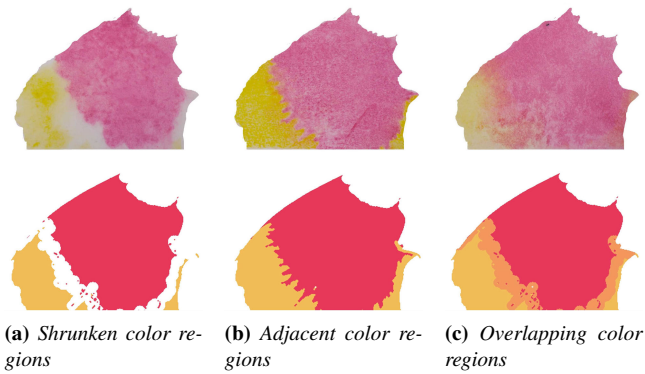 (a) Shrunken color re-
gions
(b) Adjacent color re-
gions
(c) Overlapping color
regions